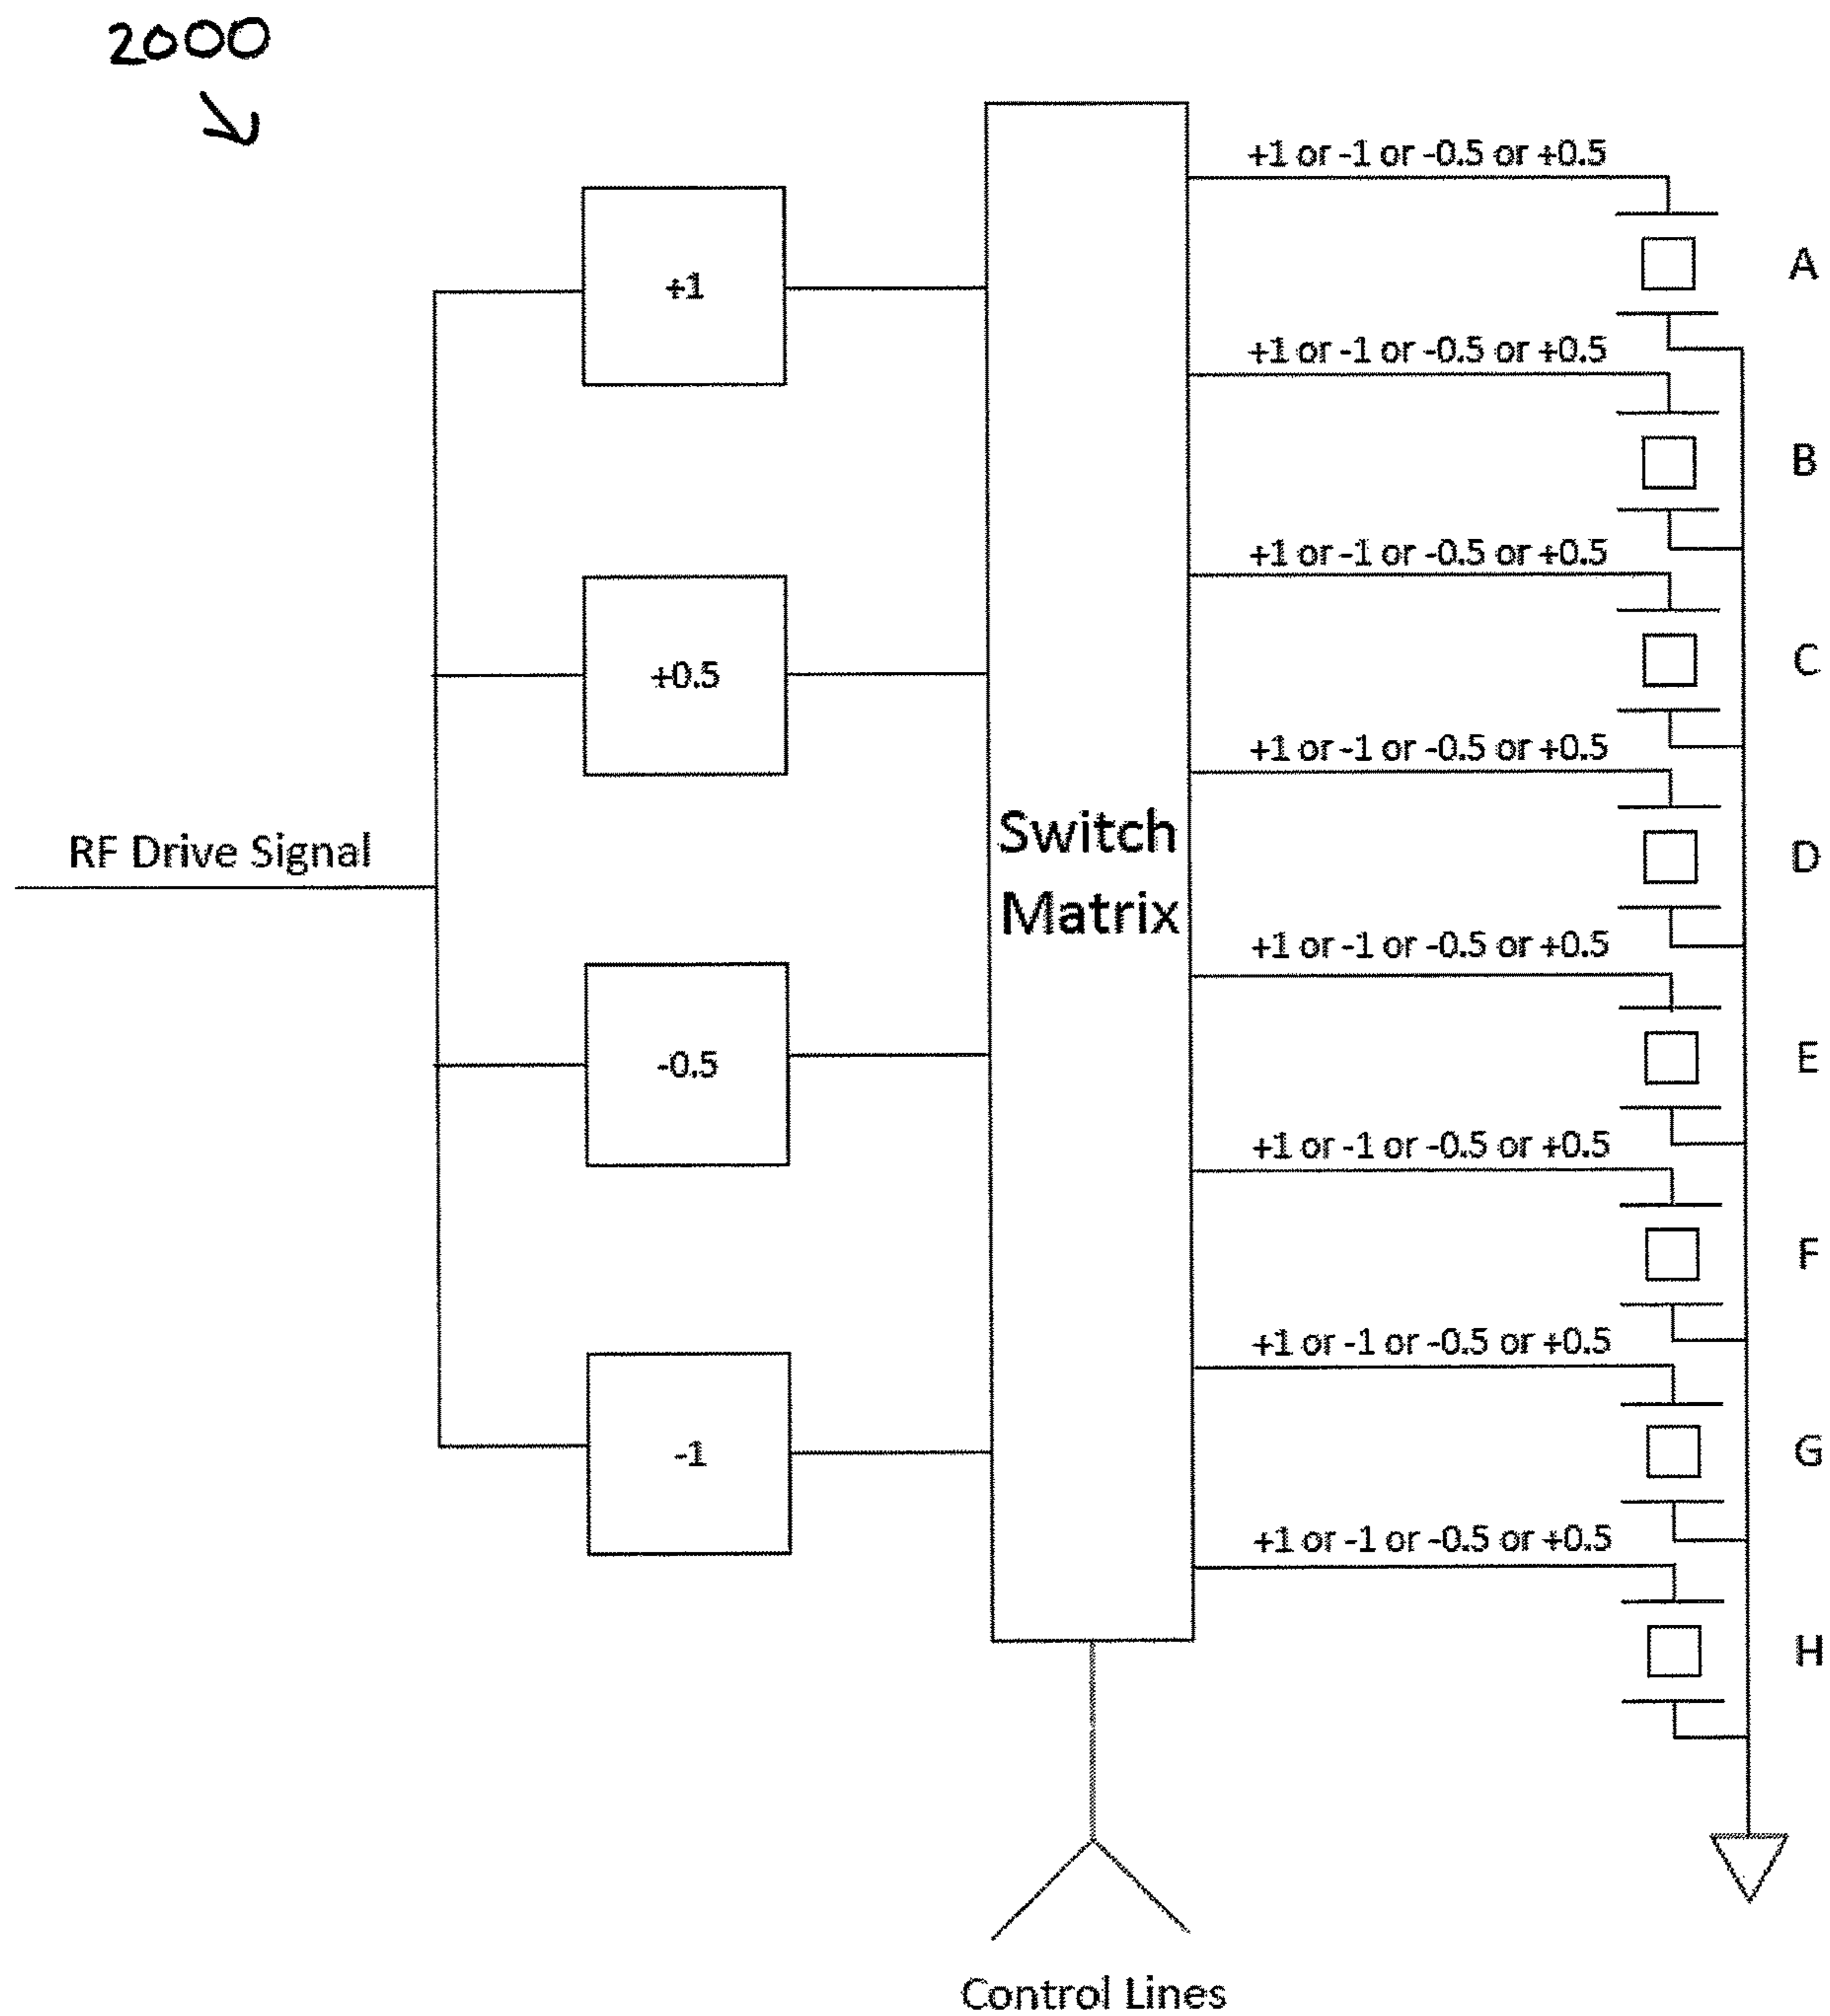 2000
+1 or -1 or -0.5 or +0.5
A
+1
+1 or -1 or -0.5 or +0.5
B
+1 or -1 or -0.5 or +0.5
C
+0.5
+1 or -1 or -0.5 or +0.5
D
RF Drive Signal
Switch
Matrix
+1 or -1 or -0.5 or +0.5
E
-0.5
+1 or -1 or -0.5 or +0.5
F
+1 or -1 or -0.5 or +0.5
G
-1
+1 or -1 or -0.5 or +0.5
H
Control Lines